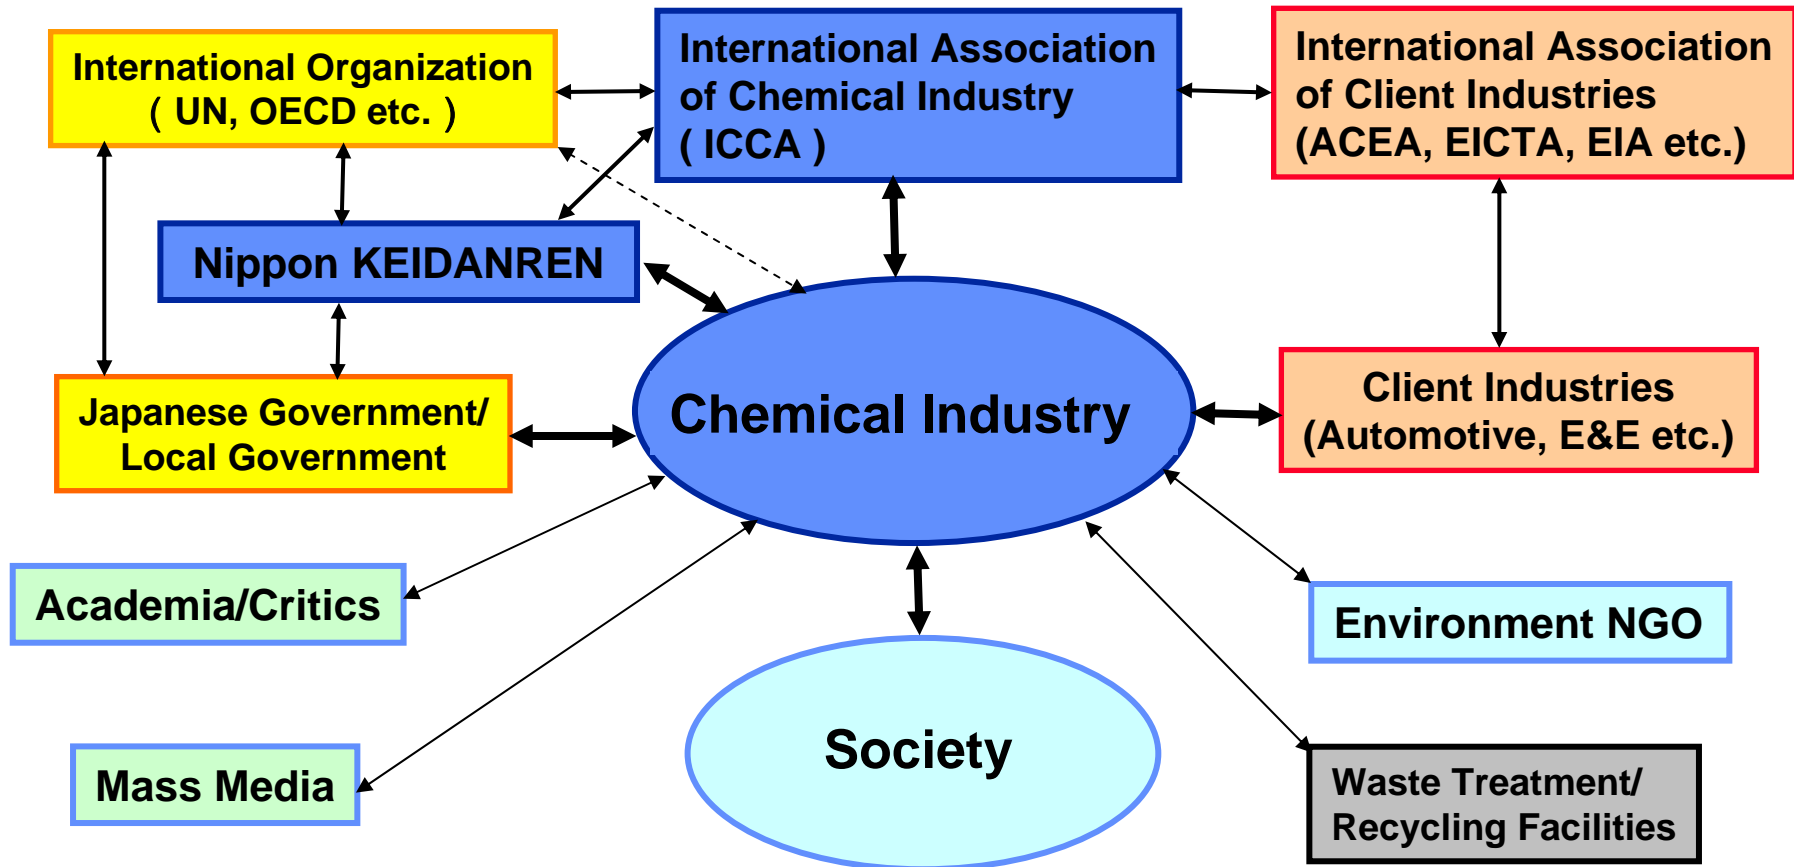 International Organization
( UN, OECD etc. )
International Association
of Chemical Industry
( ICCA )
International Association
of Client Industries
(ACEA, EICTA, EIA etc.)
Nippon KEIDANREN
Japanese Government/
Local Government
Chemical Industry
Client Industries
(Automotive, E&E etc.)
Academia/Critics
Environment NGO
Mass Media
Society
Waste Treatment/
Recycling Facilities